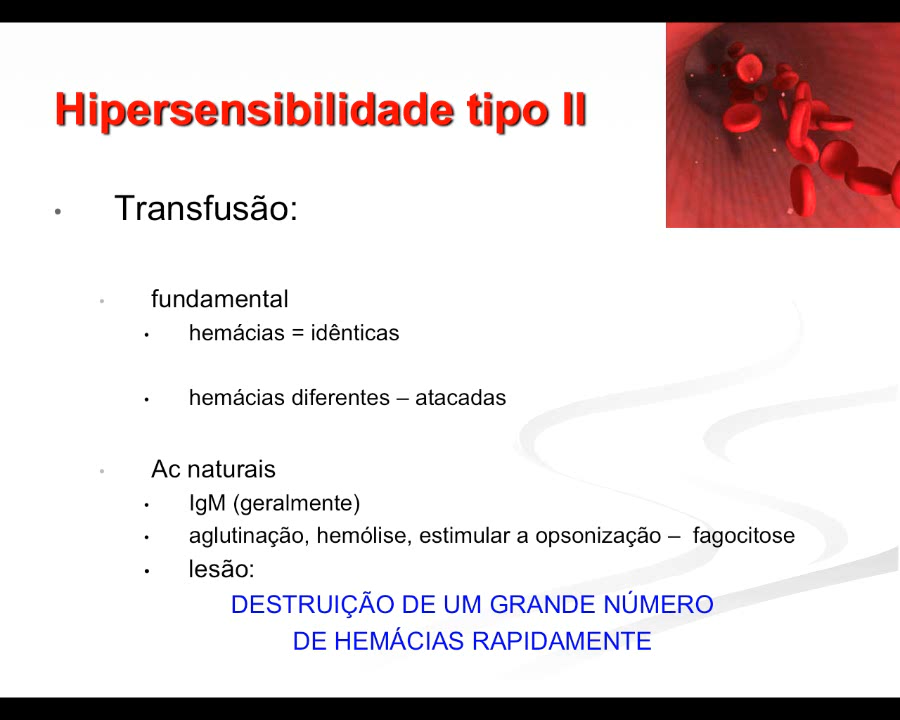 Hipersensibilidade tipo II
• Transfusão:
• fundamental
• hemácias = idênticas
• hemácias diferentes – atacadas
• Ac naturais
• IgM (geralmente)
• aglutinação, hemólise, estimular a opsonização – fagocitose
• lesão:
DESTRUIÇÃO DE UM GRANDE NÚMERO
DE HEMÁCIAS RAPIDAMENTE